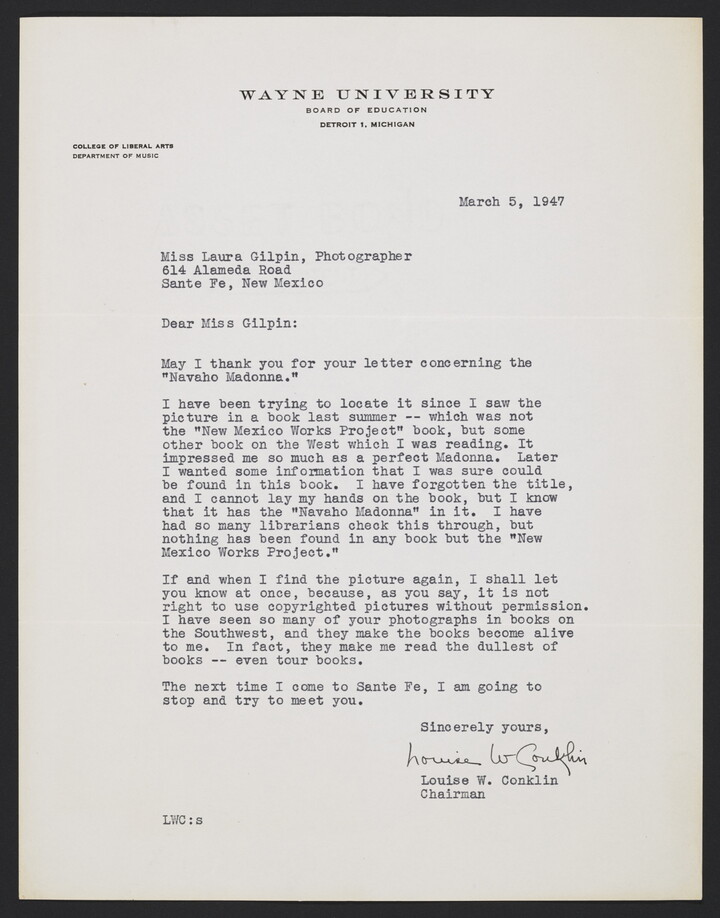 WAYNE UNIVERSITY
BOARD OF EDUCATION
DETROIT 1, MICHIGAN
COLLEGE OF LIBERAL ARTS
DEPARTMENT OF MUSIC
March 5, 1947
Miss Laura Gilpin, Photographer
614 Alameda Road
Sante Fe, New Mexico
Dear Miss Gilpin:
May I thank you for your letter concerning the
"Navaho Madonna."
I have been trying to locate it since I saw the
picture in a book last summer -- which was not
the "New Mexico Works Project" book, but some
other book on the West which I was reading. It
impressed me so much as a perfect Madonna. Later
I wanted some information that I was sure could
be found in this book. I have forgotten the title,
and I cannot lay my hands on the book, but I know
that it has the "Navaho Madonna" in it. I have
had so many librarians check this through, but
nothing has been found in any book but the "New
Mexico Works Project."
If and when I find the picture again, I shall let
you know at once, because, as you say, it is not
right to use copyrighted pictures without permission.
I have seen so many of your photographs in books on
the Southwest, and they make the books become alive
to me. In fact, they make me read the dullest of
books -- even tour books.
The next time I come to Sante Fe, I am going to
stop and try to meet you.
Sincerely yours,
Louise W Conklin
Louise W. Conklin
Chairman
LWC:s